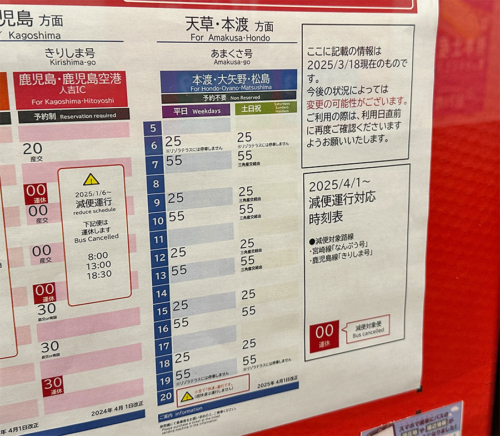 児島 方面
/ Kagoshima
きりしま号
Kirishima-go
鹿児島・鹿児島空港
人吉IC
For Kagoshima・Hitoyoshi
予約制 Reservation required
20
産交
00
運休
00
産交
00
運休
00
産交
00
運休
30
30
30
運休
2025/1/6~
減便運行
reduce schedule
下記便は
運休します
Bus Cancelled
8:00
13:00
18:30
2024年 4月1日改正
天草・本渡 方面
For Amakusa・Hondo
あまくさ号
Amakusa-go
本渡・大矢野・松島
For Hondo・Oyano・Matsushima
予約不要 Non Reserved
平日 Weekdays
土日祝
5
6 25 25
7 55 55
8
9 25 25
10 55 55
11
12 25 25
13 55 55
14
15 25 25
16 55 55
17
18 25 25
19 55 55
20
ご案内 Information
2025年 4月1日改正
ここに記載の情報は
2025/3/18現在のもので
す。
今後の状況によっては
変更の可能性がございます。
ご利用の際は、利用日直前
に再度ご確認くださいます
ようお願いいたします。
2025/4/1~
減便運行対応
時刻表
●減便対象路線
・宮崎線「なんぷう号」
・鹿児島線「きりしま号」
00
運休
減便対象便
Bus cancelled